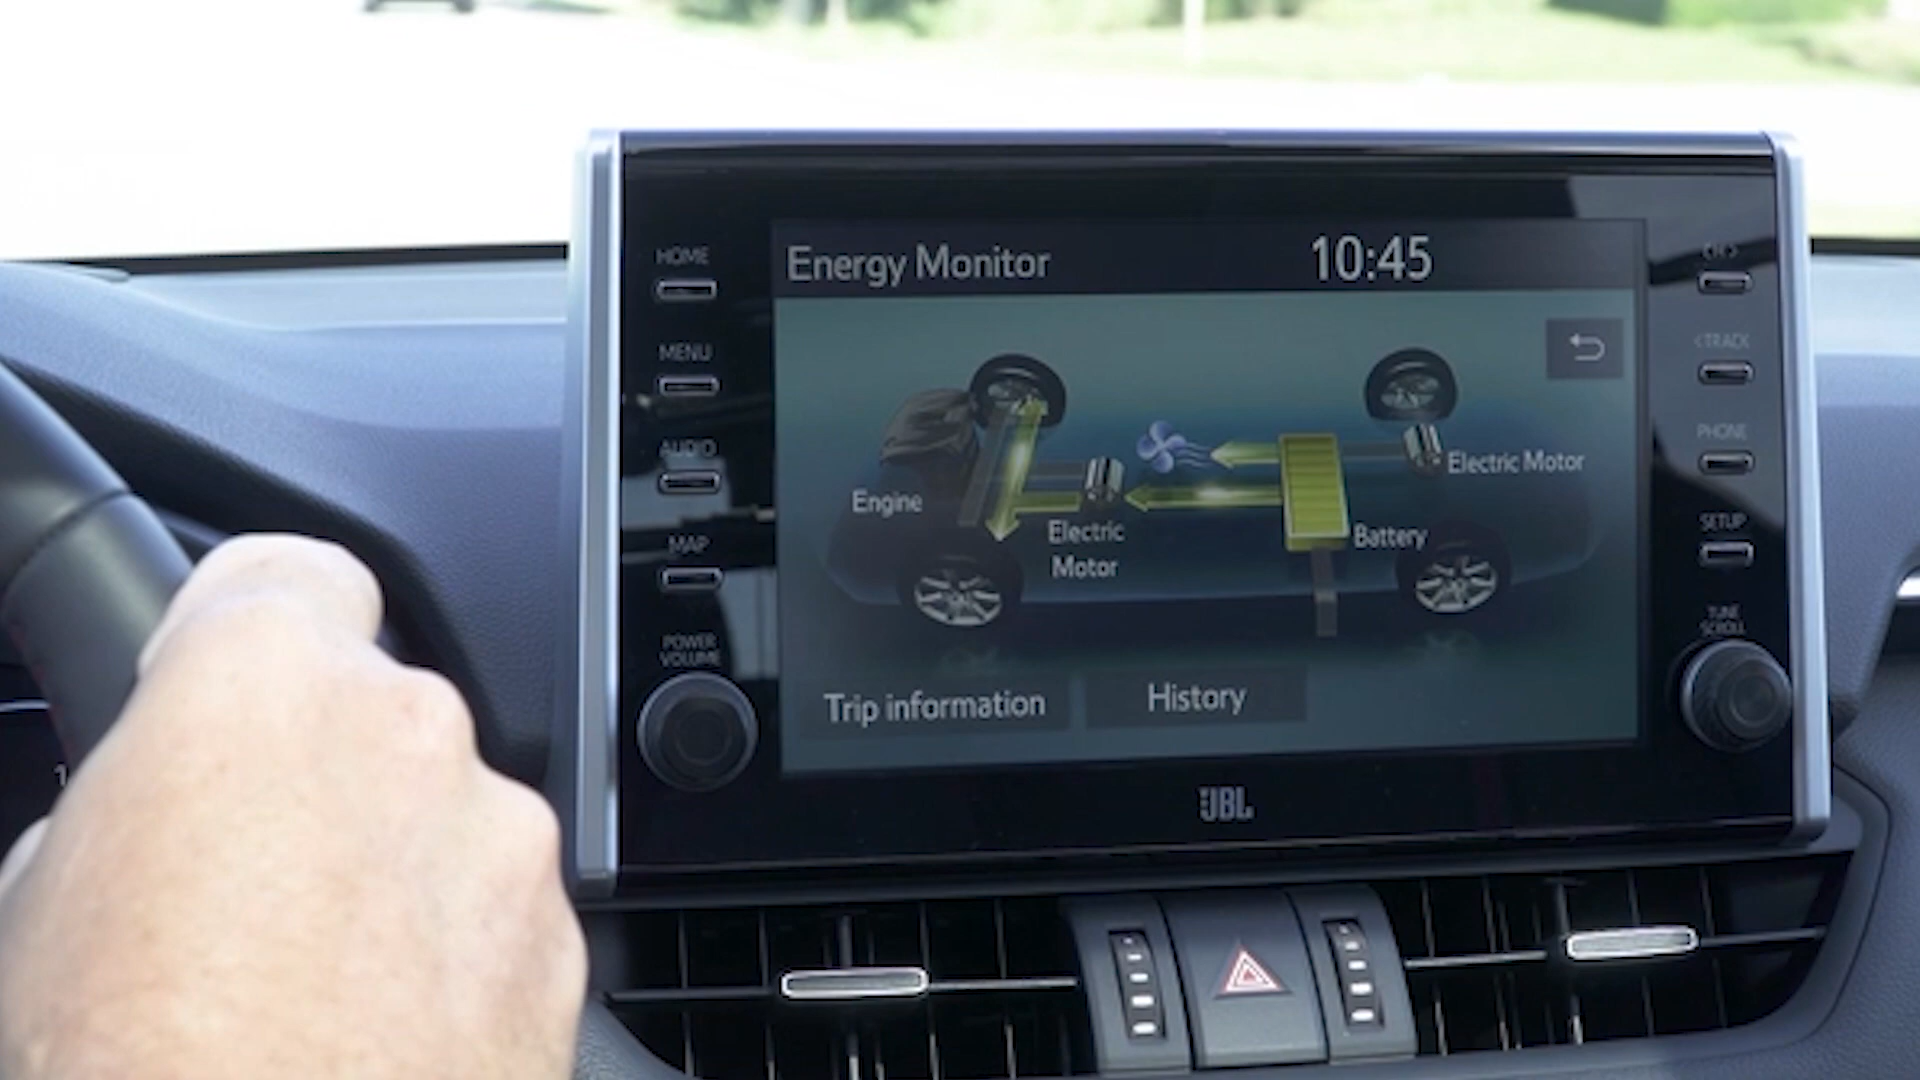 HOME
MENU
AUDIO
MAP
POWER
VOLUME
Energy Monitor
10:45
Engine
Electric
Motor
Electric Motor
Battery
Trip information
History
<TRACK
PHONE
SETUP
TUNE
SCROLL
JBL